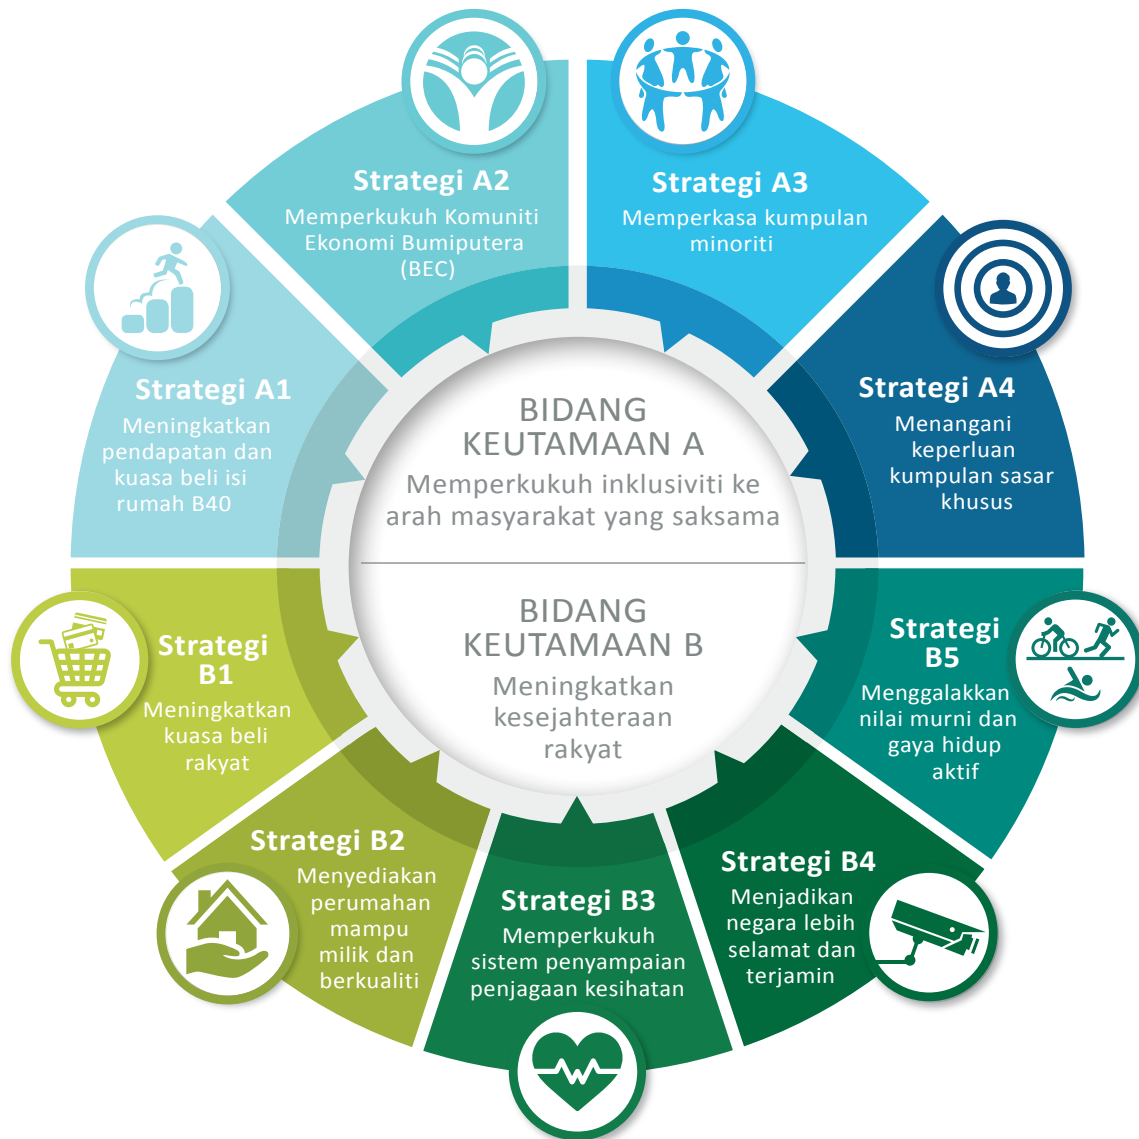 Strategi A2
Memperkukuh Komuniti
Ekonomi Bumiputera
(BEC)
Strategi A3
Memperkasa kumpulan
minoriti
Strategi A1
Meningkatkan
pendapatan dan
kuasa beli isi
rumah B40
Strategi A4
Menangani
keperluan
kumpulan sasar
khusus
BIDANG
KEUTAMAAN A
Memperkukuh inklusiviti ke
arah masyarakat yang saksama
BIDANG
KEUTAMAAN B
Meningkatkan
kesejahteraan
rakyat
Strategi
B1
Meningkatkan
kuasa beli
rakyat
Strategi B2
Menyediakan
perumahan
mampu
milik dan
berkualiti
Strategi B3
Memperkukuh
sistem penyampaian
penjagaan kesihatan
Strategi B4
Menjadikan
negara lebih
selamat dan
terjamin
Strategi
B5
Menggalakkan
nilai murni dan
gaya hidup
aktif